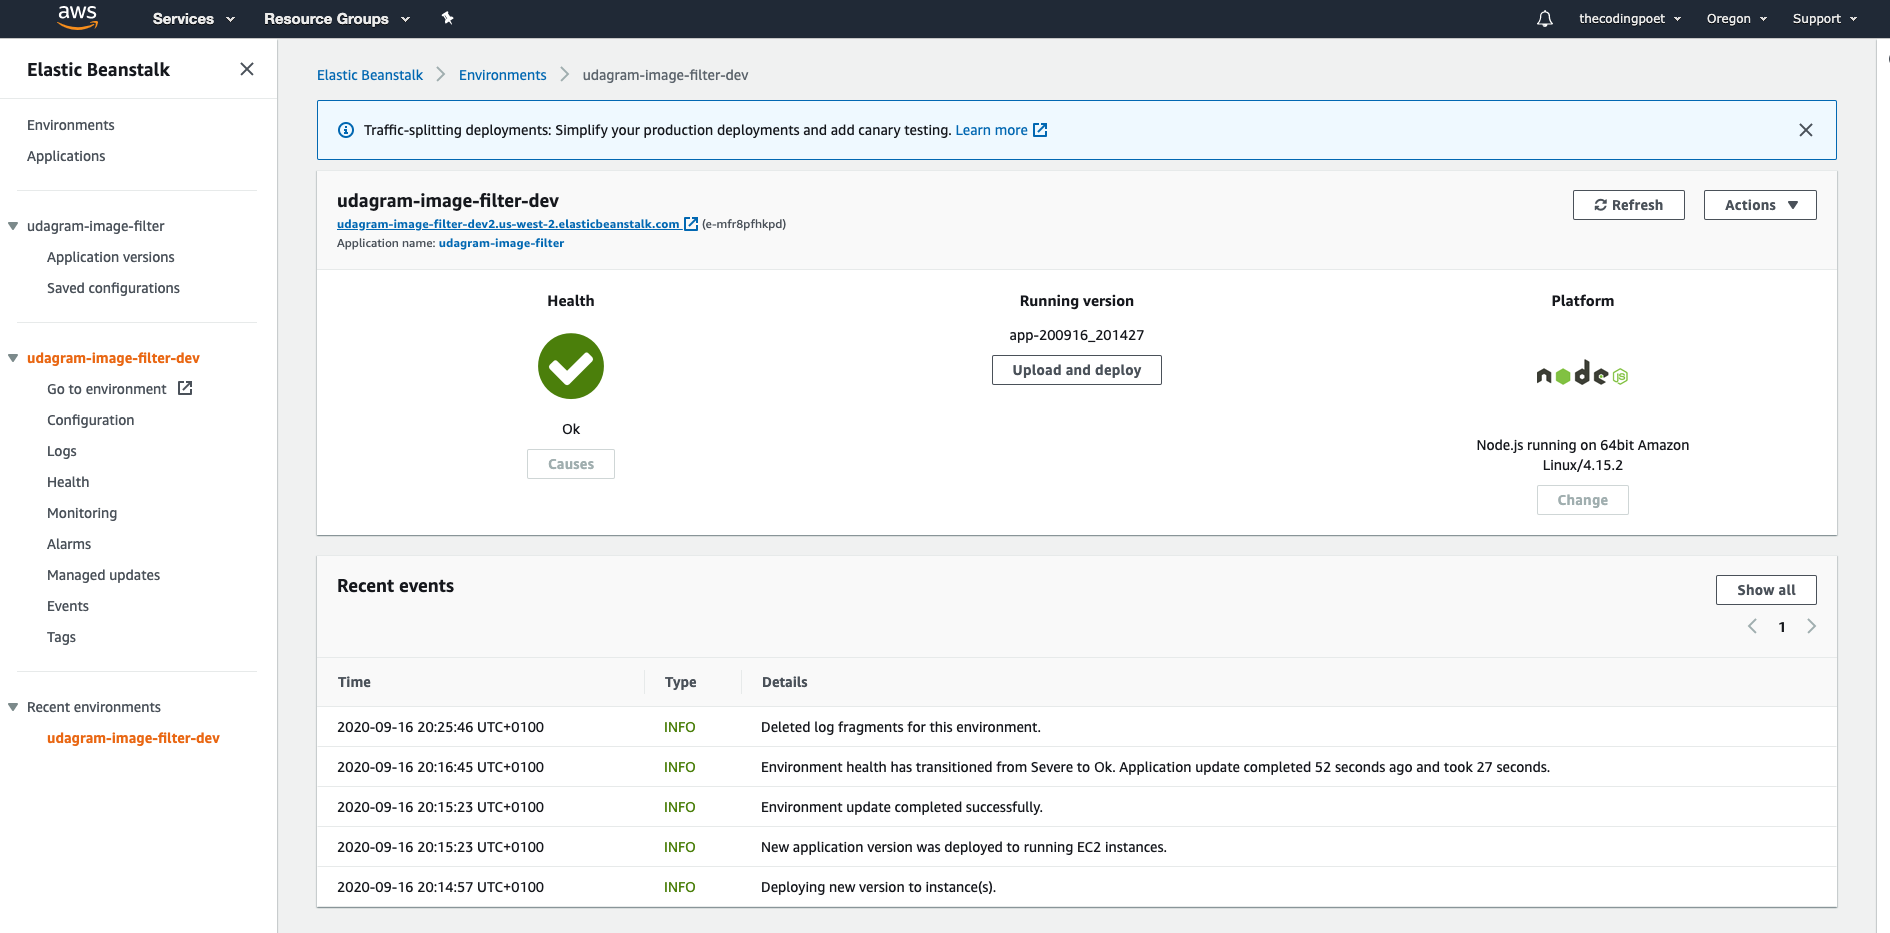 aws Services Resource Groups thecodingpoet Oregon Support
Elastic Beanstalk
Environments
Applications
udagram-image-filter
Application versions
Saved configurations
udagram-image-filter-dev
Go to environment
Configuration
Logs
Health
Monitoring
Alarms
Managed updates
Events
Tags
Recent environments
udagram-image-filter-dev
Elastic Beanstalk Environments udagram-image-filter-dev
Traffic-splitting deployments: Simplify your production deployments and add canary testing. Learn more
udagram-image-filter-dev
Refresh Actions
udagram-image-filter-dev2.us-west-2.elasticbeanstalk.com (e-mfr8pfhkpd)
Application name: udagram-image-filter
Health
Ok
Causes
Running version
app-200916_201427
Upload and deploy
Platform
node JS
Node.js running on 64bit Amazon
Linux/4.15.2
Change
Recent events
Show all
1
Time Type Details
2020-09-16 20:25:46 UTC+0100 INFO Deleted log fragments for this environment.
2020-09-16 20:16:45 UTC+0100 INFO Environment health has transitioned from Severe to Ok. Application update completed 52 seconds ago and took 27 seconds.
2020-09-16 20:15:23 UTC+0100 INFO Environment update completed successfully.
2020-09-16 20:15:23 UTC+0100 INFO New application version was deployed to running EC2 instances.
2020-09-16 20:14:57 UTC+0100 INFO Deploying new version to instance(s).